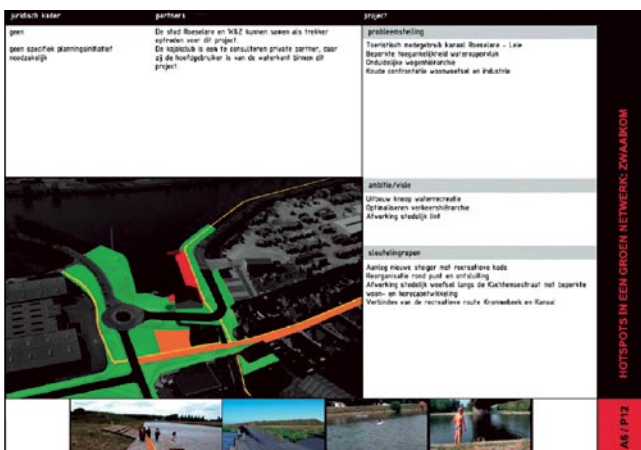 juridisch kader
geen
geen specifiek planningsinitiatief
noodzakelijk
partners
De stad Roeselare en W&Z kunnen samen als trekker
optreden voor dit project.
De kajakclub is een te consulteren private partner, daar
zij de hoofdgebruiker is van de waterkant binnen dit
project.
project
probleemstelling
Toeristisch medegebruik kanaal Roeselare - Leie
Beperkte toegankelijkheid wateroppervlak
Onduidelijke wegenhiërarchie
Koude confrontatie woonweefsel en industrie
ambitie/visie
Uitbouw knoop waterrecreatie
Optimaliseren verkeershiërarchie
Afwerking stedelijk lint
sleutelingrepen
Aanleg nieuwe steiger met recreatieve kade
Reorganisatie rond punt en ontsluiting
Afwerking stedelijk weefsel langs de Kachtemsestraat met beperkte
woon- en horecaontwikkeling
Verbinden van de recreatieve route Krommebeek en Kanaal
HOTSPOTS IN EEN GROEN NETWERK: ZWAAIKOM
A6 / P12